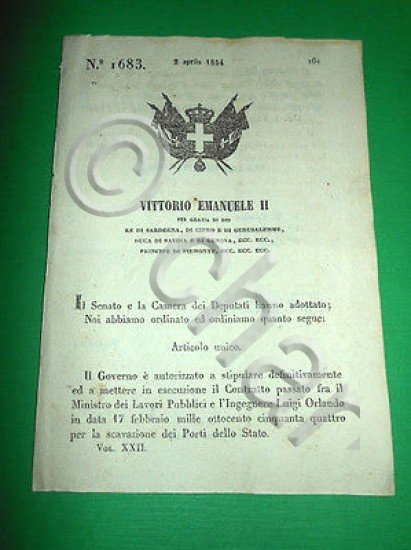 N.º 1683.
2 aprile 1854
161
VITTORIO EMANUELE II
PER GRAZIA DI DIO
RE DI SARDEGNA, DI CIPRO E DI GERUSALEMME,
DUCA DI SAVOIA E DI GENOVA, ECC. ECC.,
PRINCIPE DI PIEMONTE, ECC. ECC. ECC.
Il Senato e la Camera dei Deputati hanno adottato;
Noi abbiamo ordinato ed ordiniamo quanto segue:
Articolo unico.
Il Governo è autorizzato a stipulare definitivamente
ed a mettere in esecuzione il Contratto passato fra il
Ministro dei Lavori Pubblici e l'Ingegnere Luigi Orlando
in data 17 febbraio mille ottocento cinquanta quattro
per la scavazione dei Porti dello Stato.
VOL. XXII.